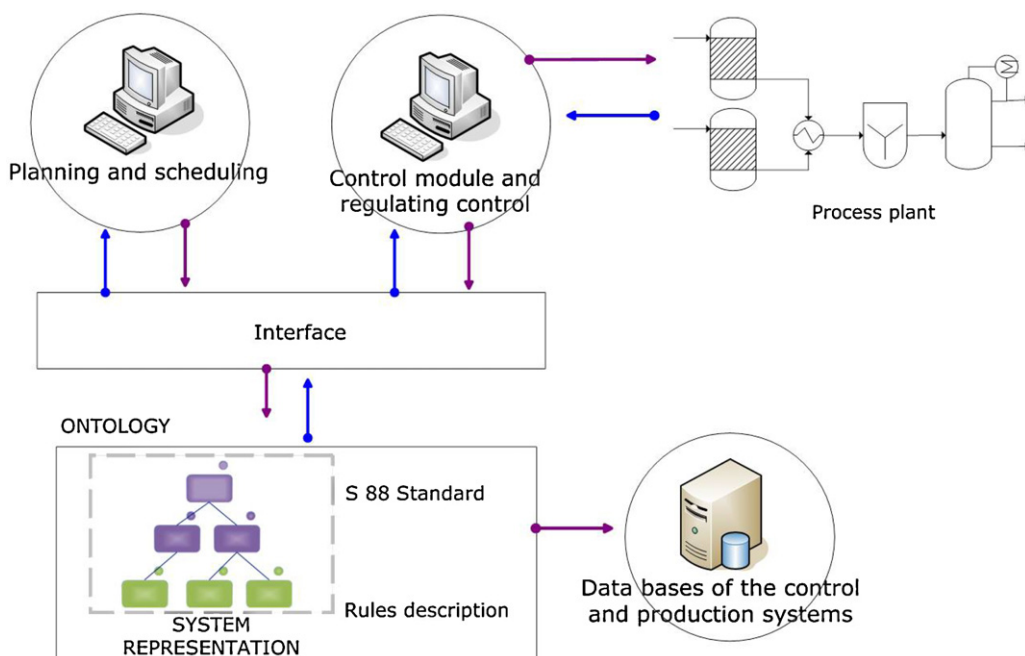 Planning and scheduling
Control module and
regulating control
M
Process plant
Interface
ONTOLOGY
S 88 Standard
Rules description
SYSTEM
REPRESENTATION
Data bases of the control
and production systems